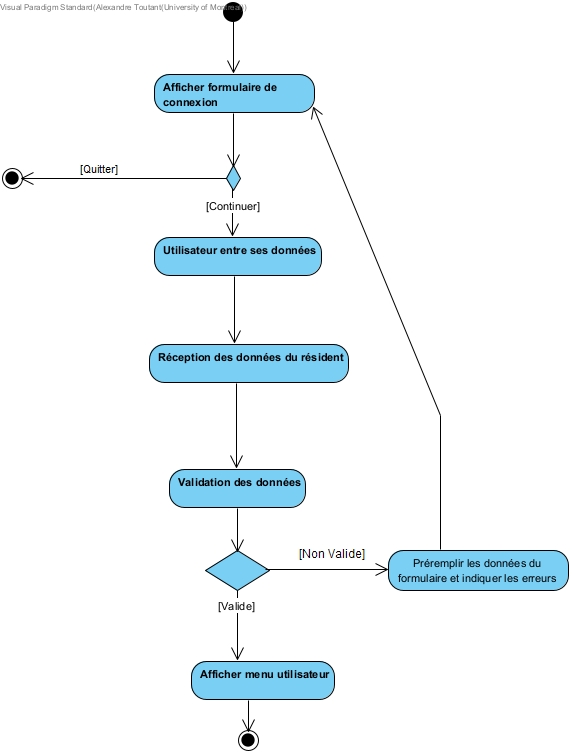 Visual Paradigm Standard(Alexandre Toutant(University of Montreal))
Afficher formulaire de
connexion
[Quitter]
[Continuer]
Utilisateur entre ses données
Réception des données du résident
Validation des données
[Non Valide]
Préremplir les données du
formulaire et indiquer les erreurs
[Valide]
Afficher menu utilisateur